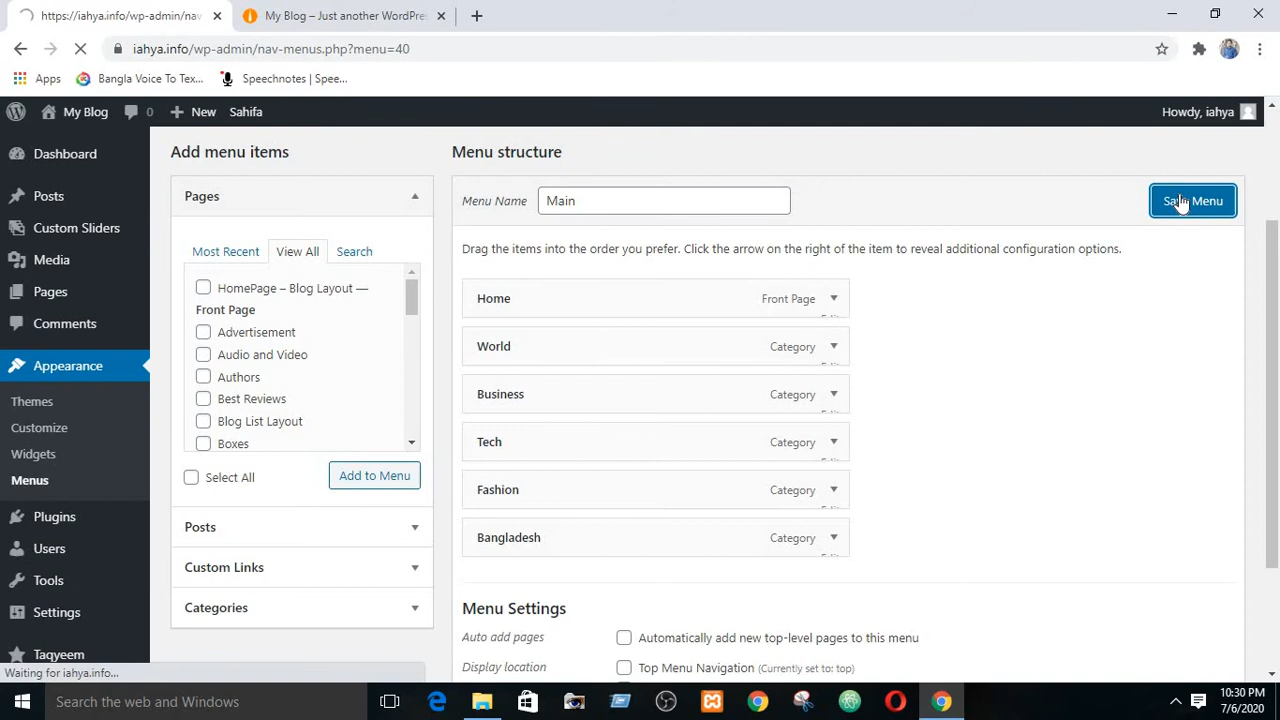 https://iahya.info/wp-admin/nav
My Blog – Just another WordPre
iahya.info/wp-admin/nav-menus.php?menu=40
Apps
Bangla Voice To Tex...
Speechnotes | Spee...
My Blog
0
New
Sahifa
Howdy, iahya
Dashboard
Posts
Custom Sliders
Media
Pages
Comments
Appearance
Themes
Customize
Widgets
Menus
Plugins
Users
Tools
Settings
Taqyeem
Add menu items
Pages
Most Recent
View All
Search
HomePage – Blog Layout —
Front Page
Advertisement
Audio and Video
Authors
Best Reviews
Blog List Layout
Boxes
Select All
Add to Menu
Posts
Custom Links
Categories
Menu structure
Menu Name
Main
Save Menu
Drag the items into the order you prefer. Click the arrow on the right of the item to reveal additional configuration options.
Home Front Page
World Category
Business Category
Tech Category
Fashion Category
Bangladesh Category
Menu Settings
Auto add pages
Automatically add new top-level pages to this menu
Display location
Top Menu Navigation (Currently set to: top)
Waiting for iahya.info...
Search the web and Windows
10:30 PM
7/6/2020